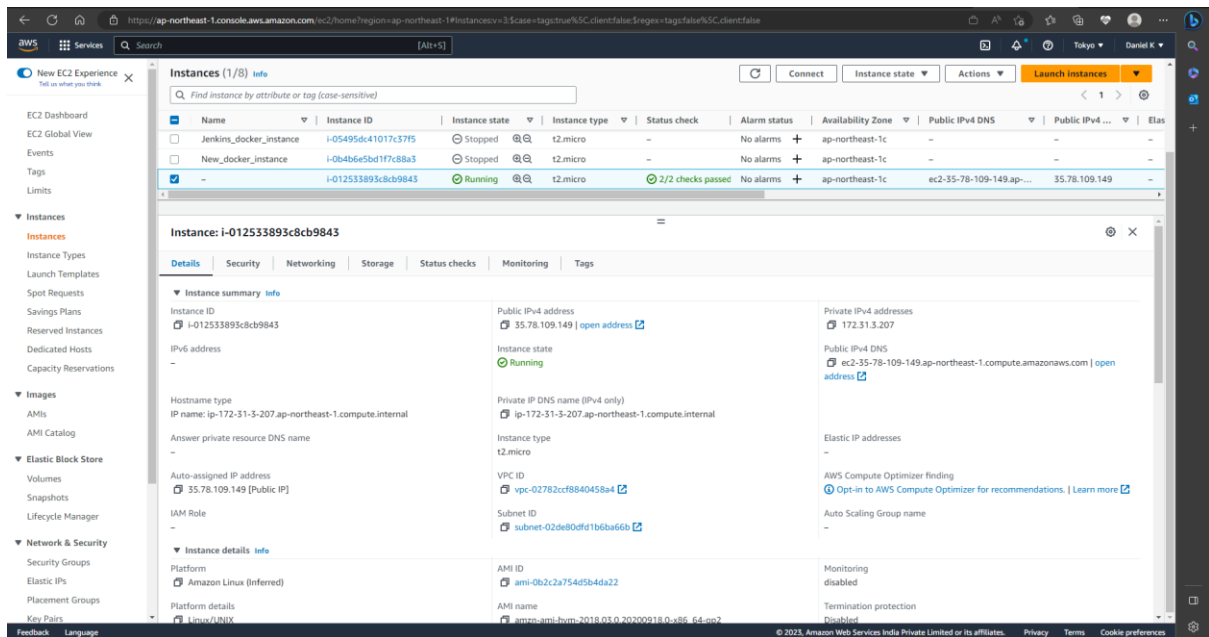 https://ap-northeast-1.console.aws.amazon.com/ec2/home?region=ap-northeast-1#Instances:v=3;$case=tags:true%5C,client:false;$regex=tags:false%5C,client:false
aws Services Search [Alt+S] Tokyo ▼ Daniel K ▼
New EC2 Experience
Tell us what you think
EC2 Dashboard
EC2 Global View
Events
Tags
Limits
Instances
Instances
Instance Types
Launch Templates
Spot Requests
Savings Plans
Reserved Instances
Dedicated Hosts
Capacity Reservations
Images
AMIs
AMI Catalog
Elastic Block Store
Volumes
Snapshots
Lifecycle Manager
Network & Security
Security Groups
Elastic IPs
Placement Groups
Key Pairs
Instances (1/8) Info Connect Instance state ▼ Actions ▼ Launch instances ▼
Find instance by attribute or tag (case-sensitive) 1
Name Instance ID Instance state Instance type Status check Alarm status Availability Zone Public IPv4 DNS Public IPv4 ... Elas
Jenkins_docker_instance i-05495dc41017c37f5 Stopped t2.micro – No alarms + ap-northeast-1c – – –
New_docker_instance i-0b4b6e5bd1f7c88a3 Stopped t2.micro – No alarms + ap-northeast-1c – – –
– i-012533893c8cb9843 Running t2.micro 2/2 checks passed No alarms + ap-northeast-1c ec2-35-78-109-149.ap-... 35.78.109.149 –
Instance: i-012533893c8cb9843
Details Security Networking Storage Status checks Monitoring Tags
Instance summary Info
Instance ID Public IPv4 address Private IPv4 addresses
i-012533893c8cb9843 35.78.109.149 | open address 172.31.3.207
IPv6 address Instance state Public IPv4 DNS
– Running ec2-35-78-109-149.ap-northeast-1.compute.amazonaws.com | open
address
Hostname type Private IP DNS name (IPv4 only)
IP name: ip-172-31-3-207.ap-northeast-1.compute.internal ip-172-31-3-207.ap-northeast-1.compute.internal
Answer private resource DNS name Instance type Elastic IP addresses
– t2.micro –
Auto-assigned IP address VPC ID AWS Compute Optimizer finding
35.78.109.149 [Public IP] vpc-02782ccf8840458a4 Opt-in to AWS Compute Optimizer for recommendations. | Learn more
IAM Role Subnet ID Auto Scaling Group name
– subnet-02de80dfd1b6ba66b –
Instance details Info
Platform AMI ID Monitoring
Amazon Linux (Inferred) ami-0b2c2a754d5b4da22 disabled
Platform details AMI name Termination protection
Linux/UNIX amzn-ami-hvm-2018.03.0.20200918.0-x86_64-gp2 Disabled
Feedback Language © 2023, Amazon Web Services India Private Limited or its affiliates. Privacy Terms Cookie preferences